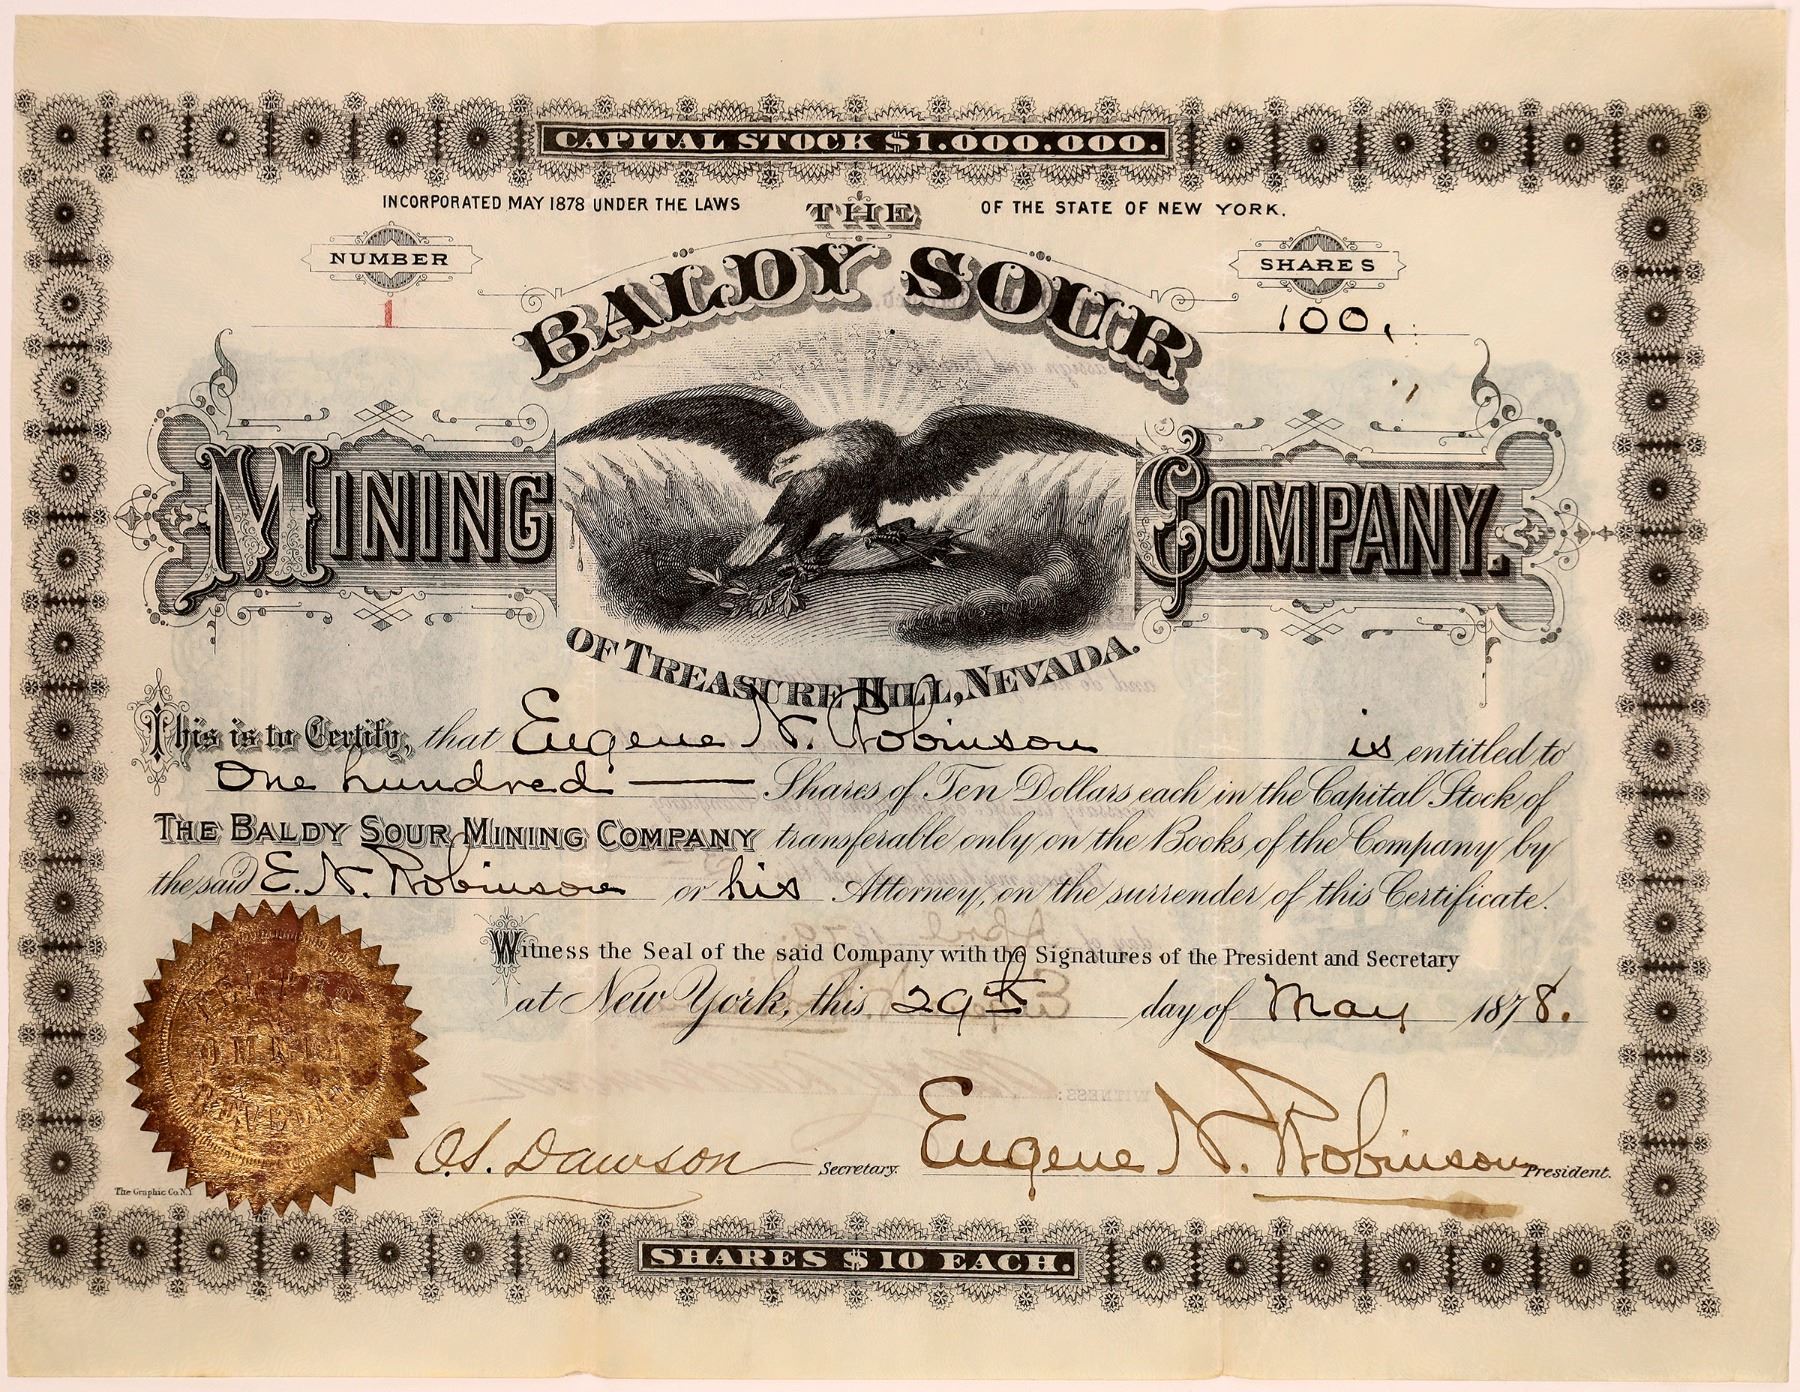 CAPITAL STOCK $1.000.000.
INCORPORATED MAY 1878 UNDER THE LAWS OF THE STATE OF NEW YORK.
THE
NUMBER
SHARES
1
100.
BALDY SOUR
MINING COMPANY.
OF TREASURE HILL, NEVADA.
This is to Certify, that Eugene N. Robinson is entitled to
One hundred — Shares of Ten Dollars each in the Capital Stock of
THE BALDY SOUR MINING COMPANY transferable only on the Books of the Company by
the said E. N. Robinson or his Attorney, on the surrender of this Certificate.
Witness the Seal of the said Company with the Signatures of the President and Secretary
at New York, this 29th day of May 1878.
WITNESS:
O.S. Dawson Secretary. Eugene N. Robinson President.
The Graphic Co. N.Y.
SHARES $10 EACH.